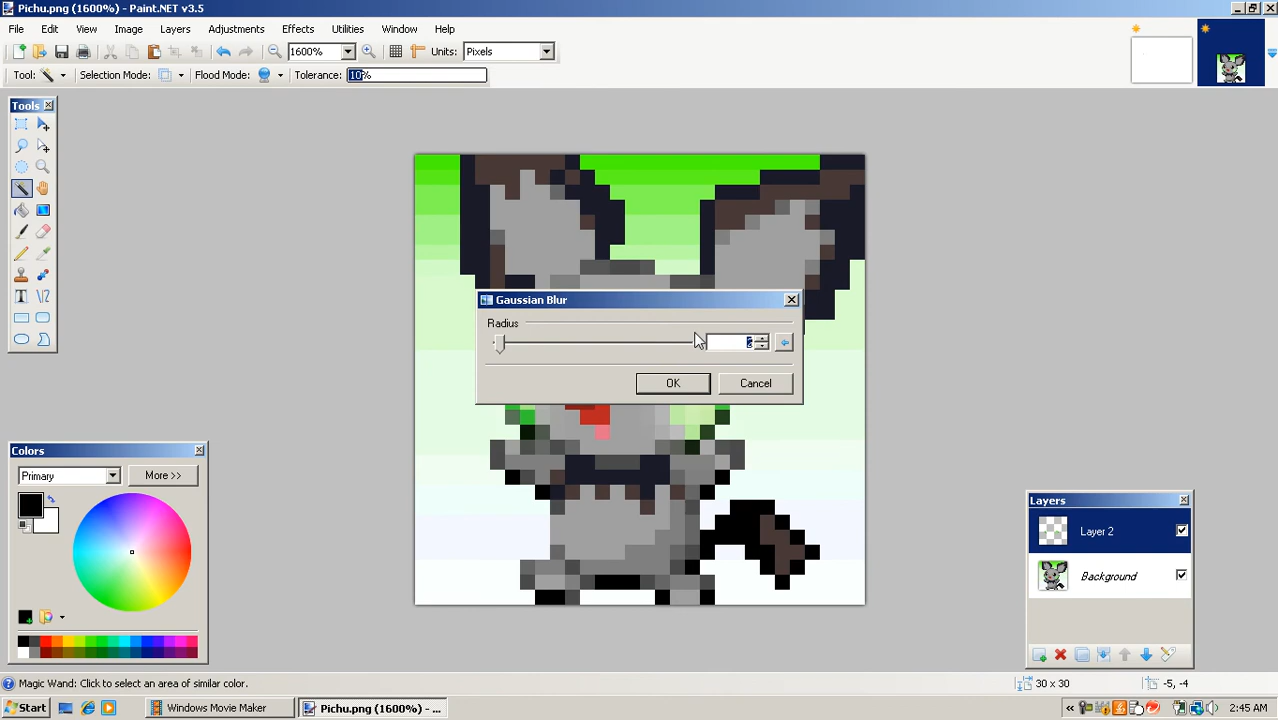 Pichu.png (1600%) - Paint.NET v3.5
File Edit View Image Layers Adjustments Effects Utilities Window Help
1600% Units: Pixels
Tool: Selection Mode: Flood Mode: Tolerance: 10%
Tools
Gaussian Blur
Radius
2
OK Cancel
Colors
Primary More >>
Layers
Layer 2
Background
Magic Wand: Click to select an area of similar color. 30 x 30 -5, -4
Start Windows Movie Maker Pichu.png (1600%) - ... « 2:45 AM